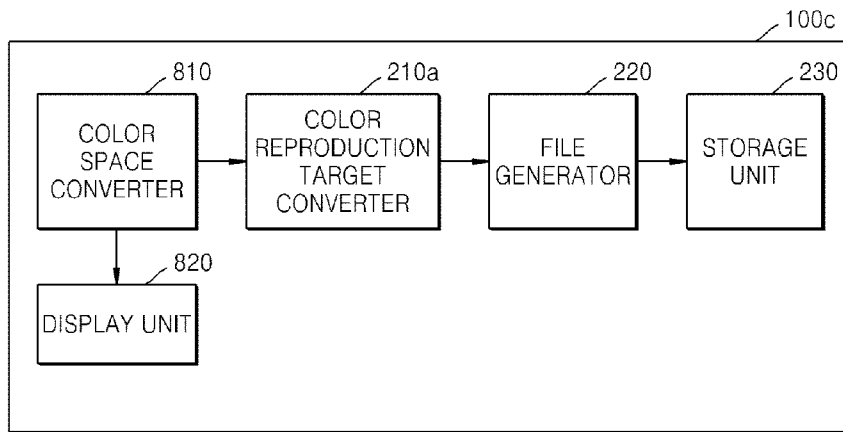 100c
810
210a
220
230
COLOR
SPACE
CONVERTER
COLOR
REPRODUCTION
TARGET
CONVERTER
FILE
GENERATOR
STORAGE
UNIT
820
DISPLAY UNIT